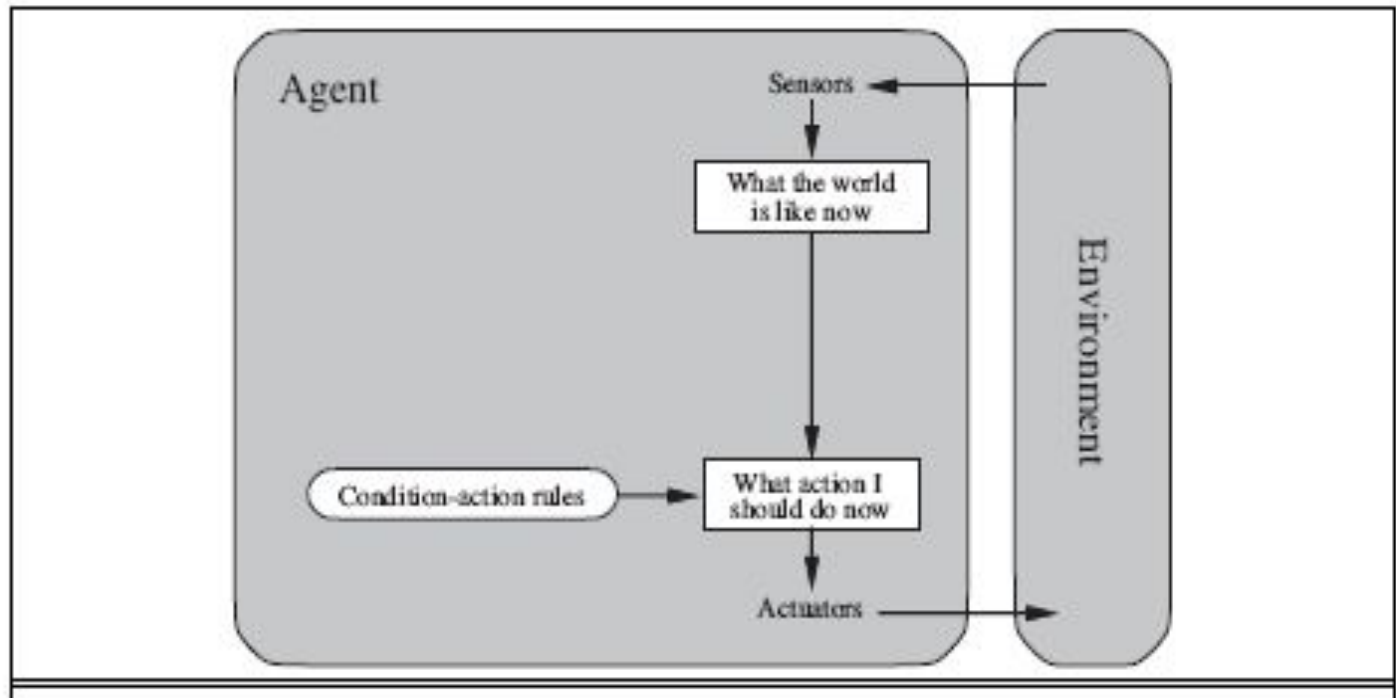 Agent
Sensors
What the world
is like now
Environment
Condition-action rules
What action I
should do now
Actuators